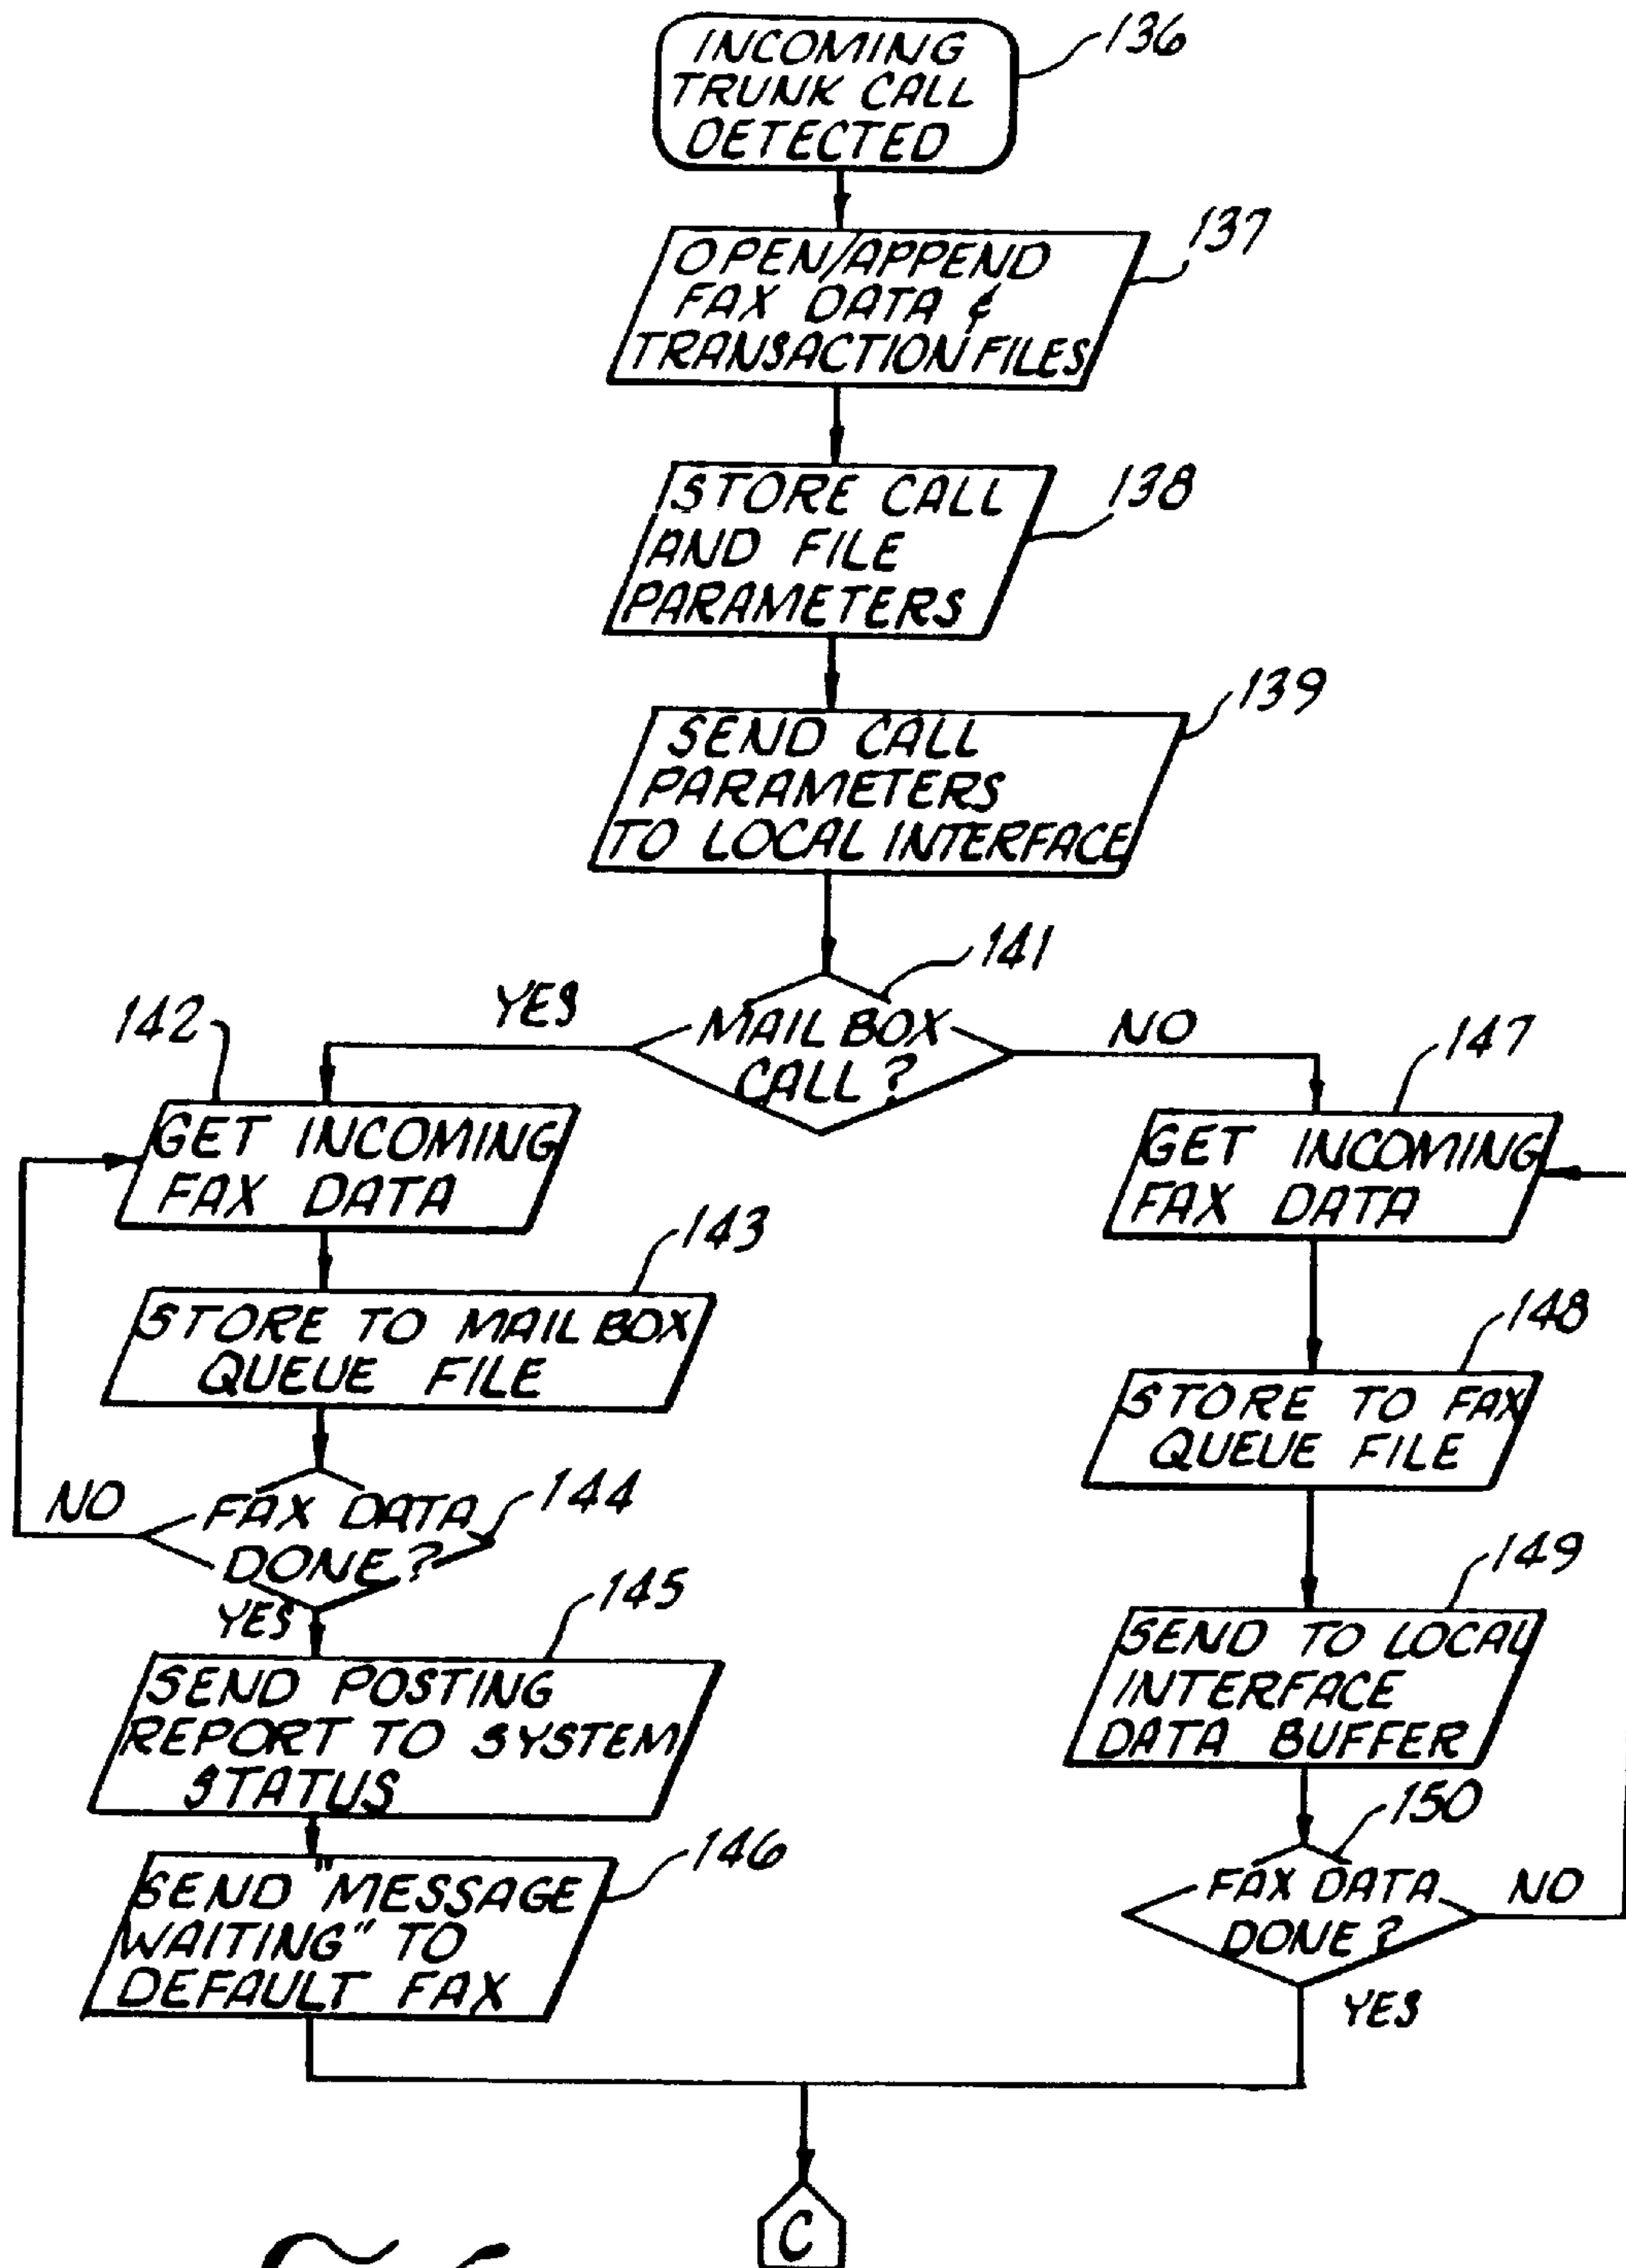 INCOMING
TRUNK CALL
DETECTED
136
OPEN/APPEND
FAX DATA &
TRANSACTION FILES
137
STORE CALL
AND FILE
PARAMETERS
138
SEND CALL
PARAMETERS
TO LOCAL INTERFACE
139
MAIL BOX
CALL?
141
YES
NO
142
GET INCOMING
FAX DATA
143
STORE TO MAIL BOX
QUEUE FILE
144
FAX DATA
DONE?
NO
YES
145
SEND POSTING
REPORT TO SYSTEM
STATUS
146
SEND "MESSAGE
WAITING" TO
DEFAULT FAX
147
GET INCOMING
FAX DATA
148
STORE TO FAX
QUEUE FILE
149
SEND TO LOCAL
INTERFACE
DATA BUFFER
150
FAX DATA
DONE?
NO
YES
C